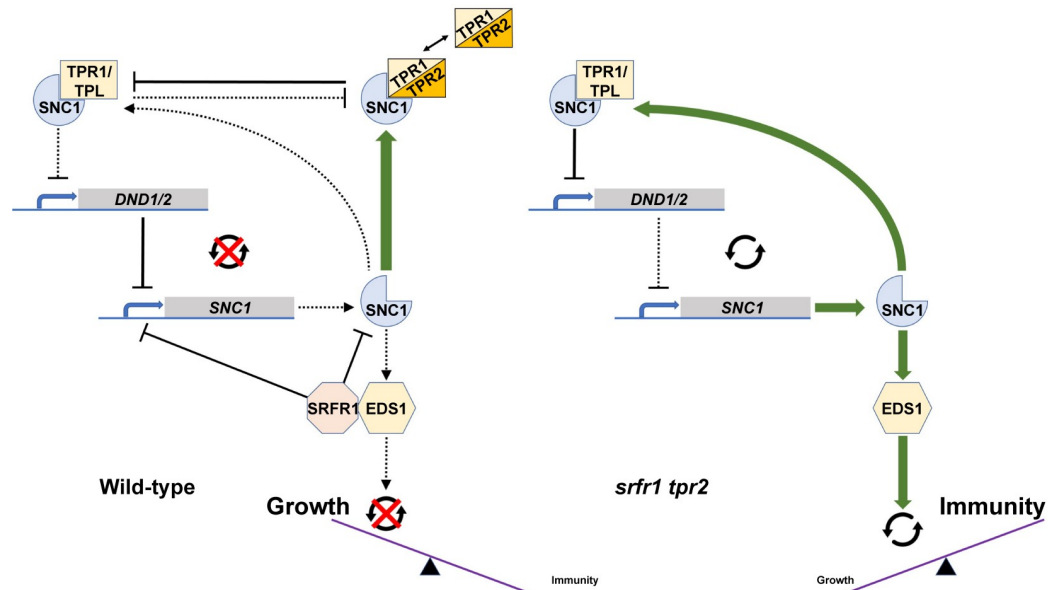 TPR1
TPR2
TPR1/
TPL
SNC1
TPR1
TPR2
SNC1
DND1/2
SNC1
SNC1
SRFR1
EDS1
Wild-type
Growth
Immunity
TPR1/
TPL
SNC1
DND1/2
SNC1
SNC1
EDS1
srfr1 tpr2
Immunity
Growth